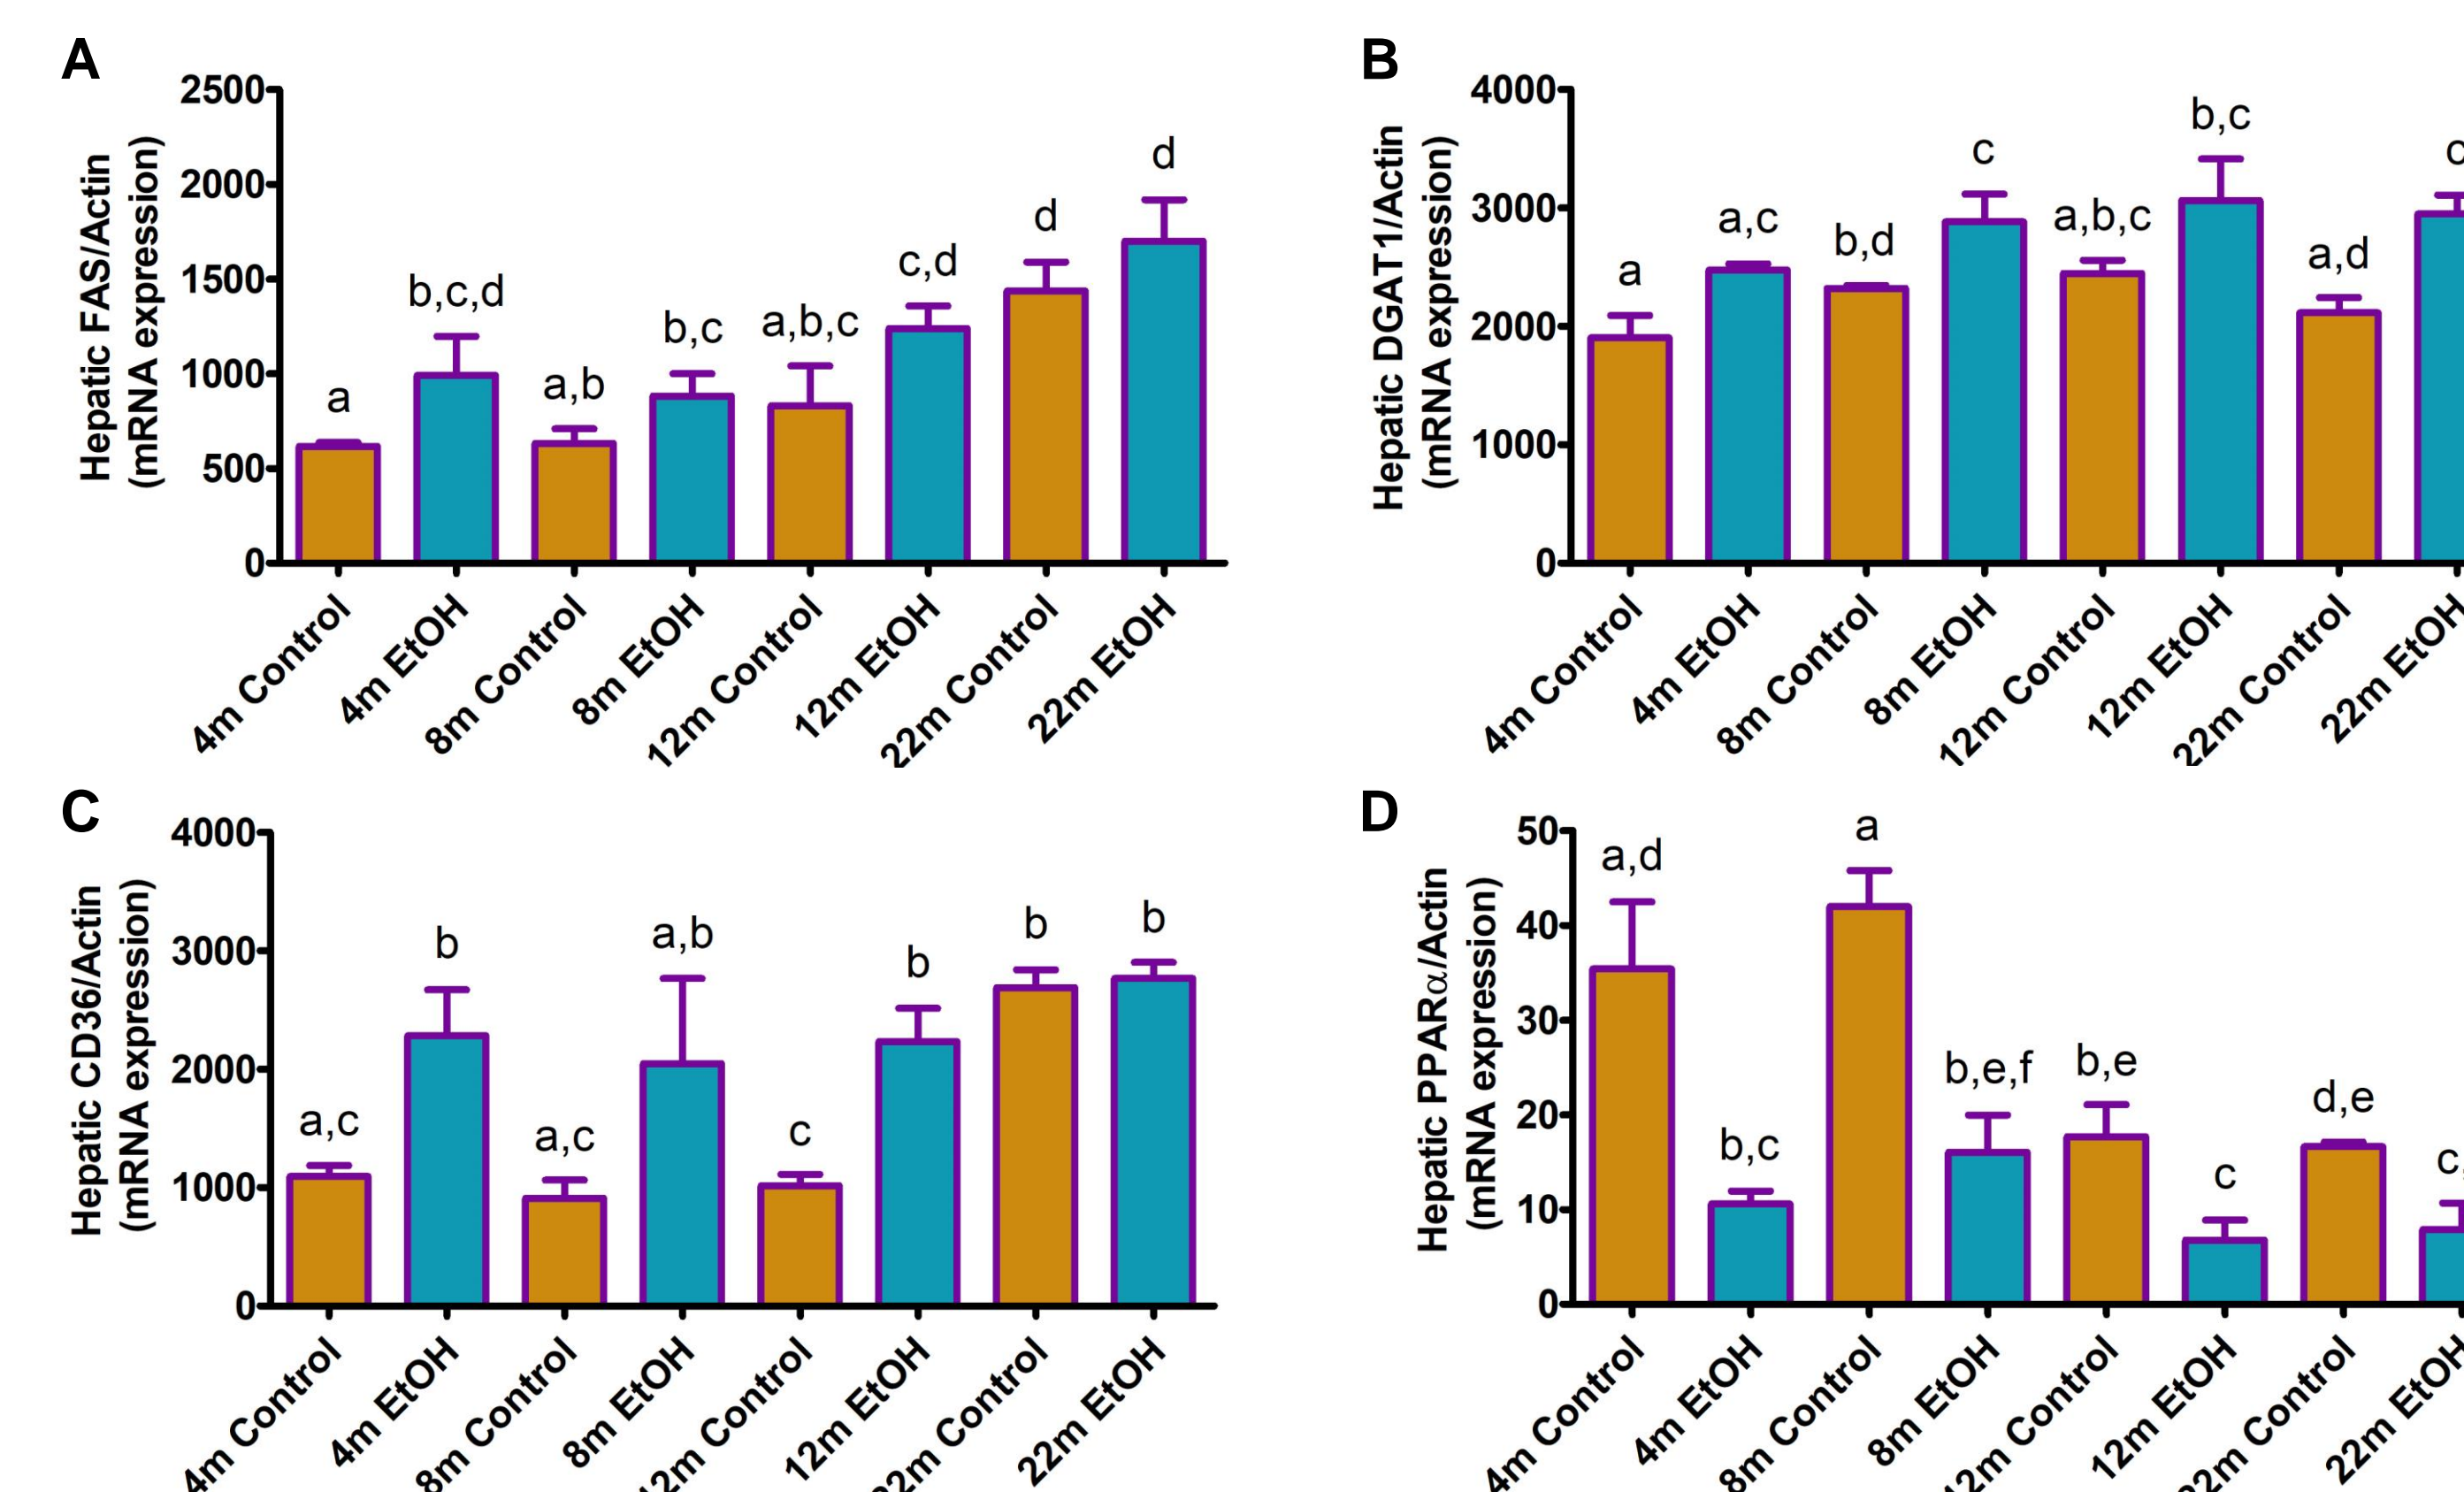 A
Hepatic FAS/Actin
(mRNA expression)
2500
2000
1500
1000
500
0
a
b,c,d
a,b
b,c
a,b,c
c,d
d
d
4m Control
4m EtOH
8m Control
8m EtOH
12m Control
12m EtOH
22m Control
22m EtOH
B
Hepatic DGAT1/Actin
(mRNA expression)
4000
3000
2000
1000
0
a
a,c
b,d
c
a,b,c
b,c
a,d
4m Control
4m EtOH
8m Control
8m EtOH
12m Control
12m EtOH
22m Control
22m EtOH
C
Hepatic CD36/Actin
(mRNA expression)
4000
3000
2000
1000
0
a,c
b
a,c
a,b
c
b
b
b
4m Control
4m EtOH
8m Control
8m EtOH
12m Control
12m EtOH
22m Control
22m EtOH
D
Hepatic PPARα/Actin
(mRNA expression)
50
40
30
20
10
0
a,d
b,c
a
b,e,f
b,e
c
d,e
c,
4m Control
4m EtOH
8m Control
8m EtOH
12m Control
12m EtOH
22m Control
22m EtOH